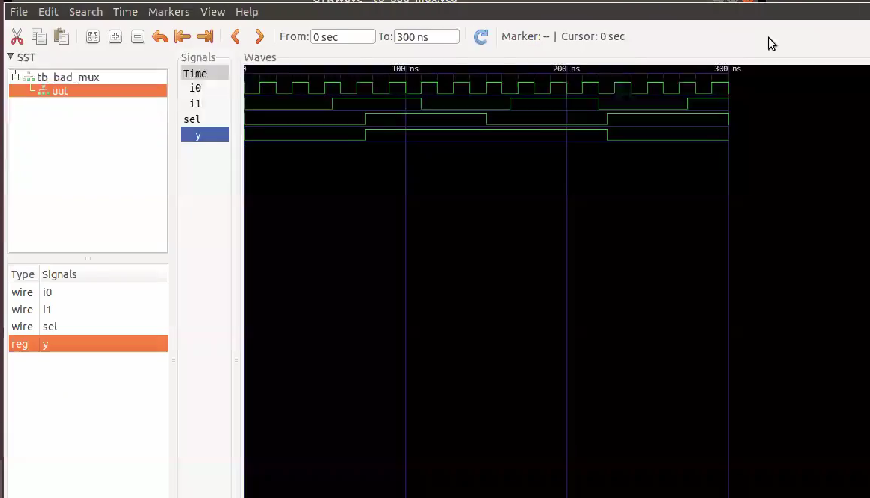 File Edit Search Time Markers View Help
From: 0 sec To: 300 ns Marker: -- | Cursor: 0 sec
SST
Signals
Waves
tb_bad_mux
uut
Time
100 ns 200 ns 300 ns
i0
i1
sel
y
Type Signals
wire i0
wire i1
wire sel
reg y